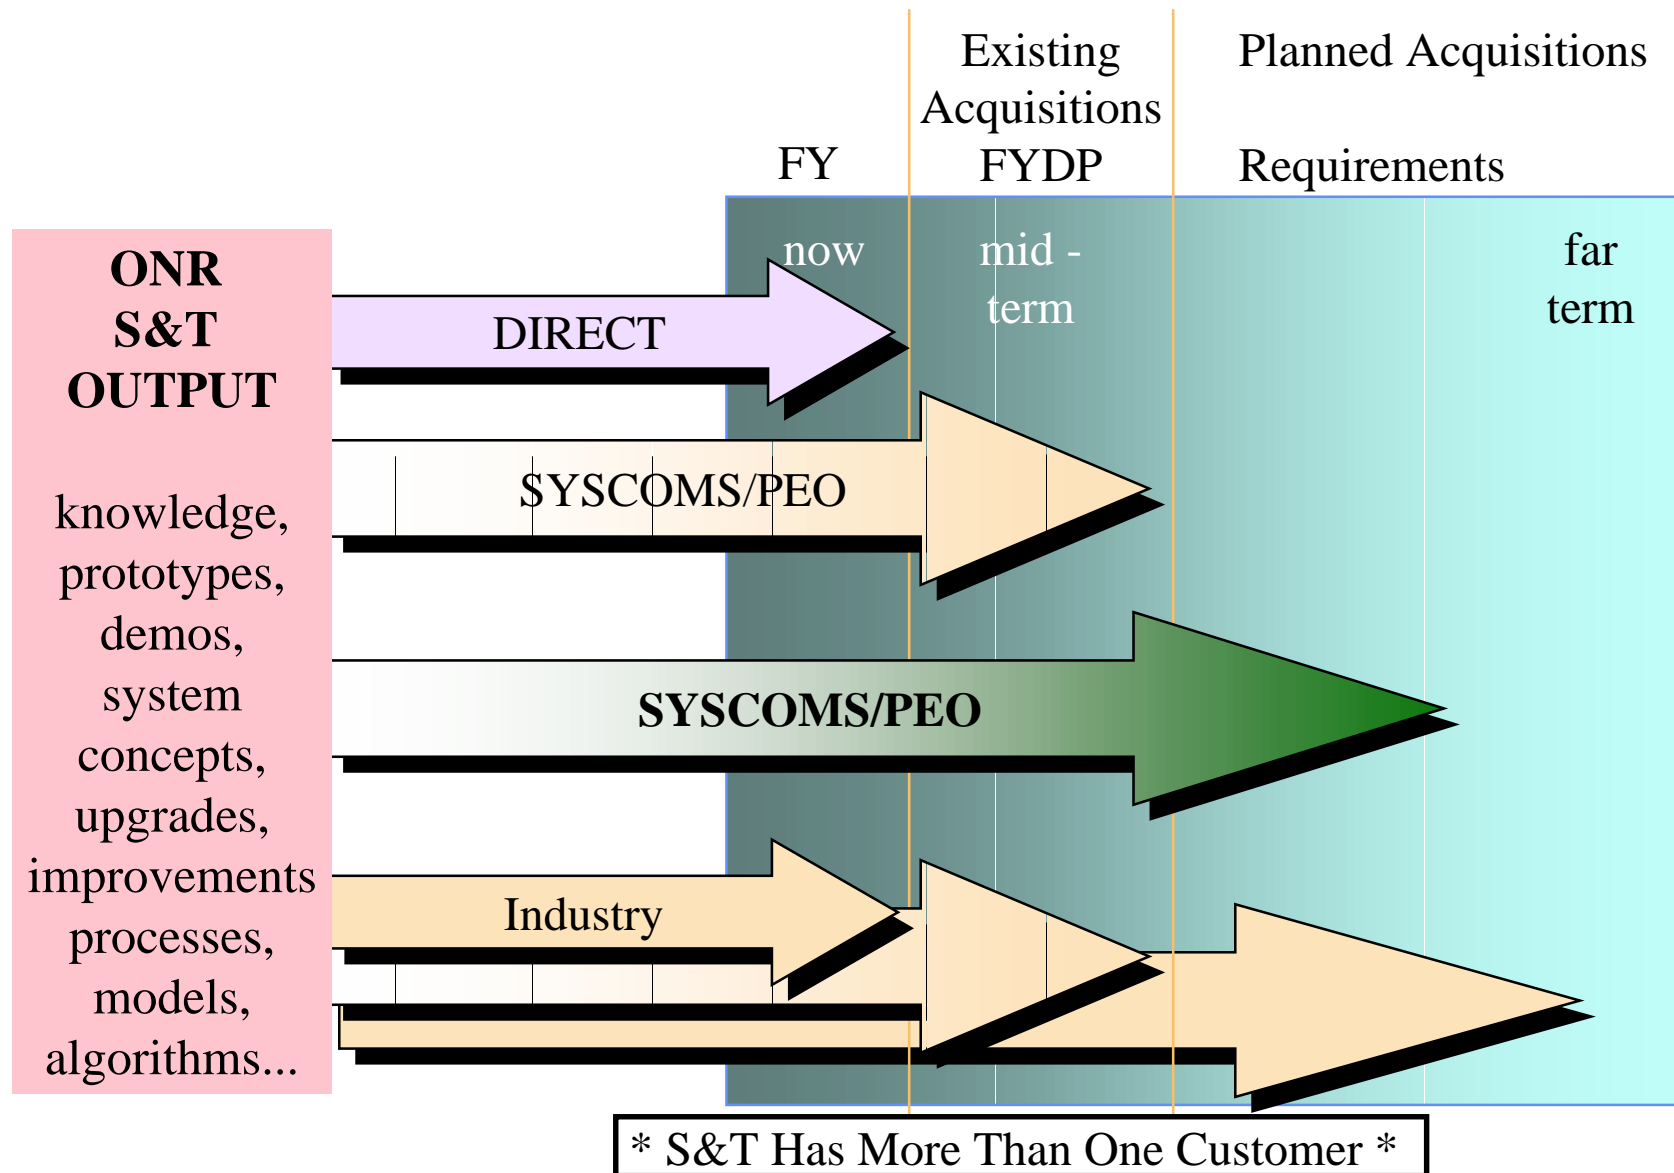 Existing
Acquisitions
FYDP
Planned Acquisitions
FY
Requirements
now
mid -
term
far
term
ONR
S&T
OUTPUT
knowledge,
prototypes,
demos,
system
concepts,
upgrades,
improvements
processes,
models,
algorithms...
DIRECT
SYSCOMS/PEO
SYSCOMS/PEO
Industry
* S&T Has More Than One Customer *